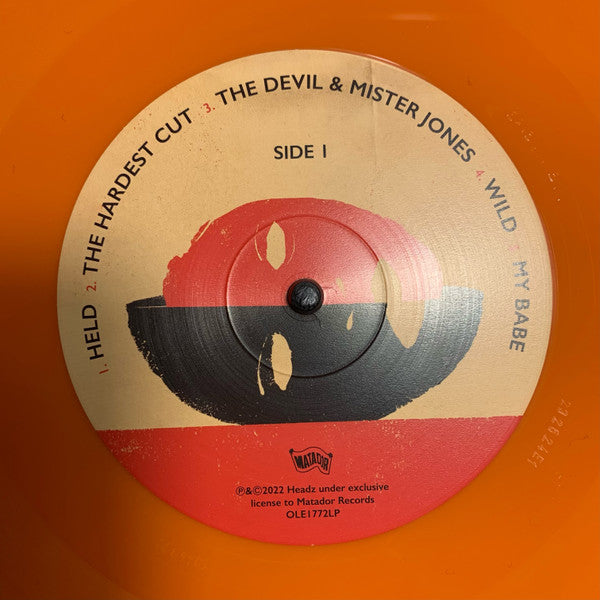 SIDE 1
1. HELD 2. THE HARDEST CUT 3. THE DEVIL & MISTER JONES 4. WILD MY BABE
MATADOR
℗&©2022 Headz under exclusive
license to Matador Records
OLE1772LP